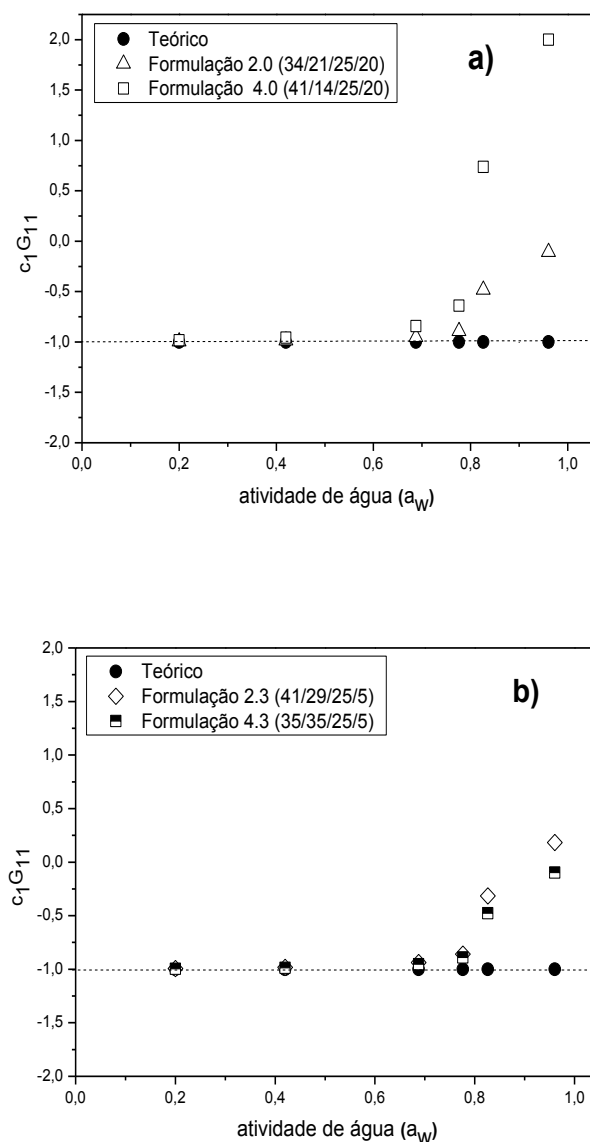 2,0
1,5
1,0
0,5
0,0
-0,5
-1,0
-1,5
-2,0
c₁G₁₁
Teórico
Formulação 2.0 (34/21/25/20)
Formulação 4.0 (41/14/25/20)
a)
0,0 0,2 0,4 0,6 0,8 1,0
atividade de água (a_W)
2,0
1,5
1,0
0,5
0,0
-0,5
-1,0
-1,5
-2,0
c₁G₁₁
Teórico
Formulação 2.3 (41/29/25/5)
Formulação 4.3 (35/35/25/5)
b)
0,0 0,2 0,4 0,6 0,8 1,0
atividade de água (a_W)